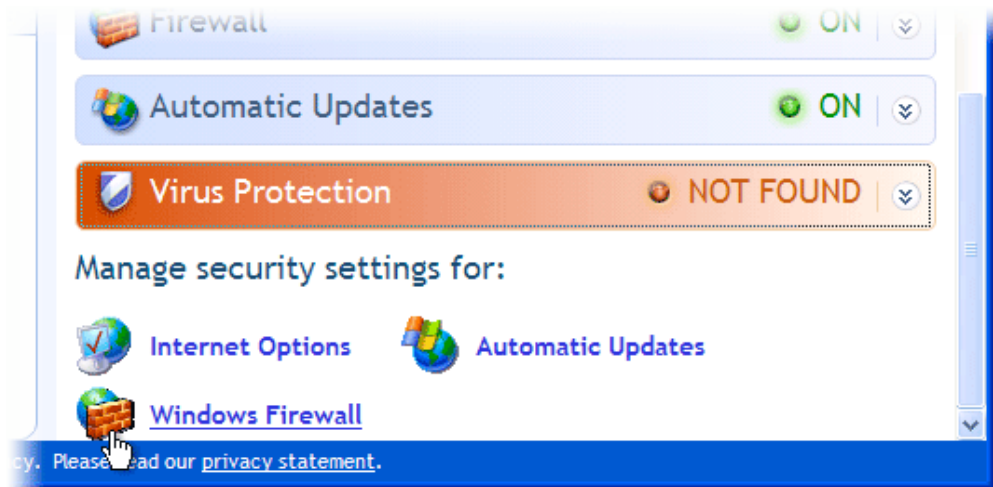 Firewall ON
Automatic Updates ON
Virus Protection NOT FOUND
Manage security settings for:
Internet Options Automatic Updates
Windows Firewall
cy. Please read our privacy statement.